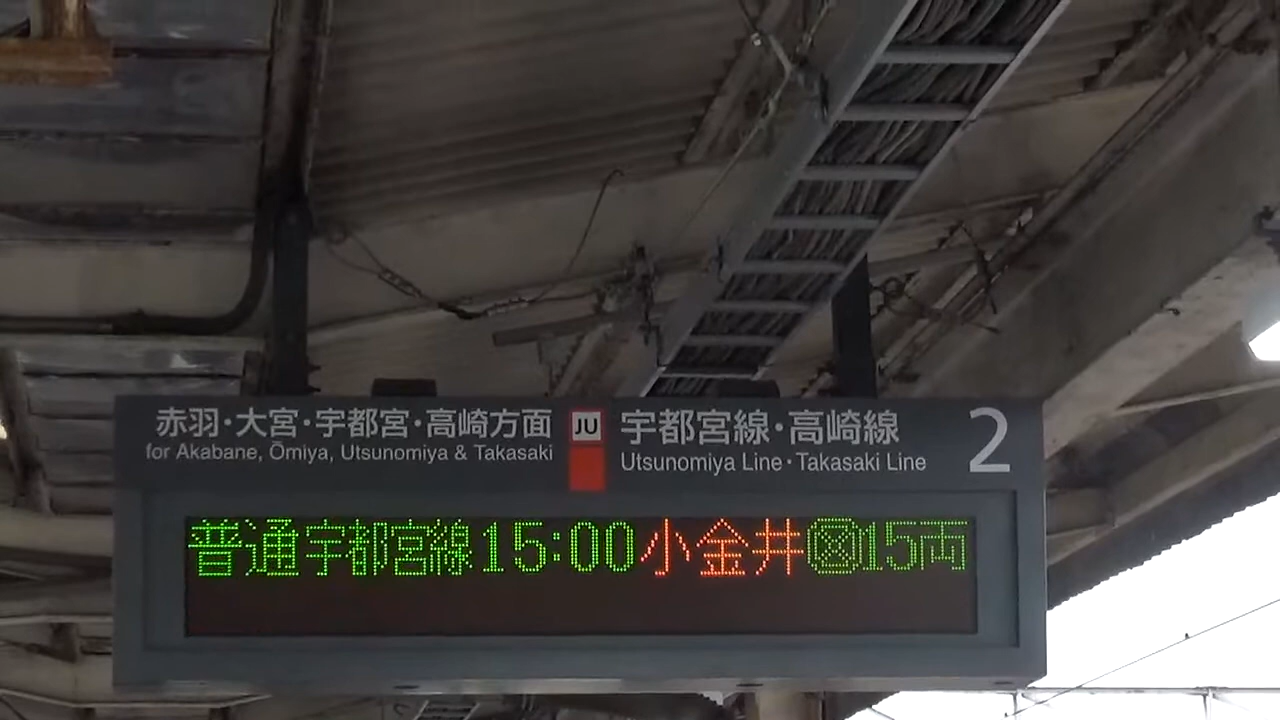 赤羽・大宮・宇都宮・高崎方面
for Akabane, Ōmiya, Utsunomiya & Takasaki
JU
宇都宮線・高崎線
Utsunomiya Line・Takasaki Line
2
普通 宇都宮線 15:00 小金井 15両